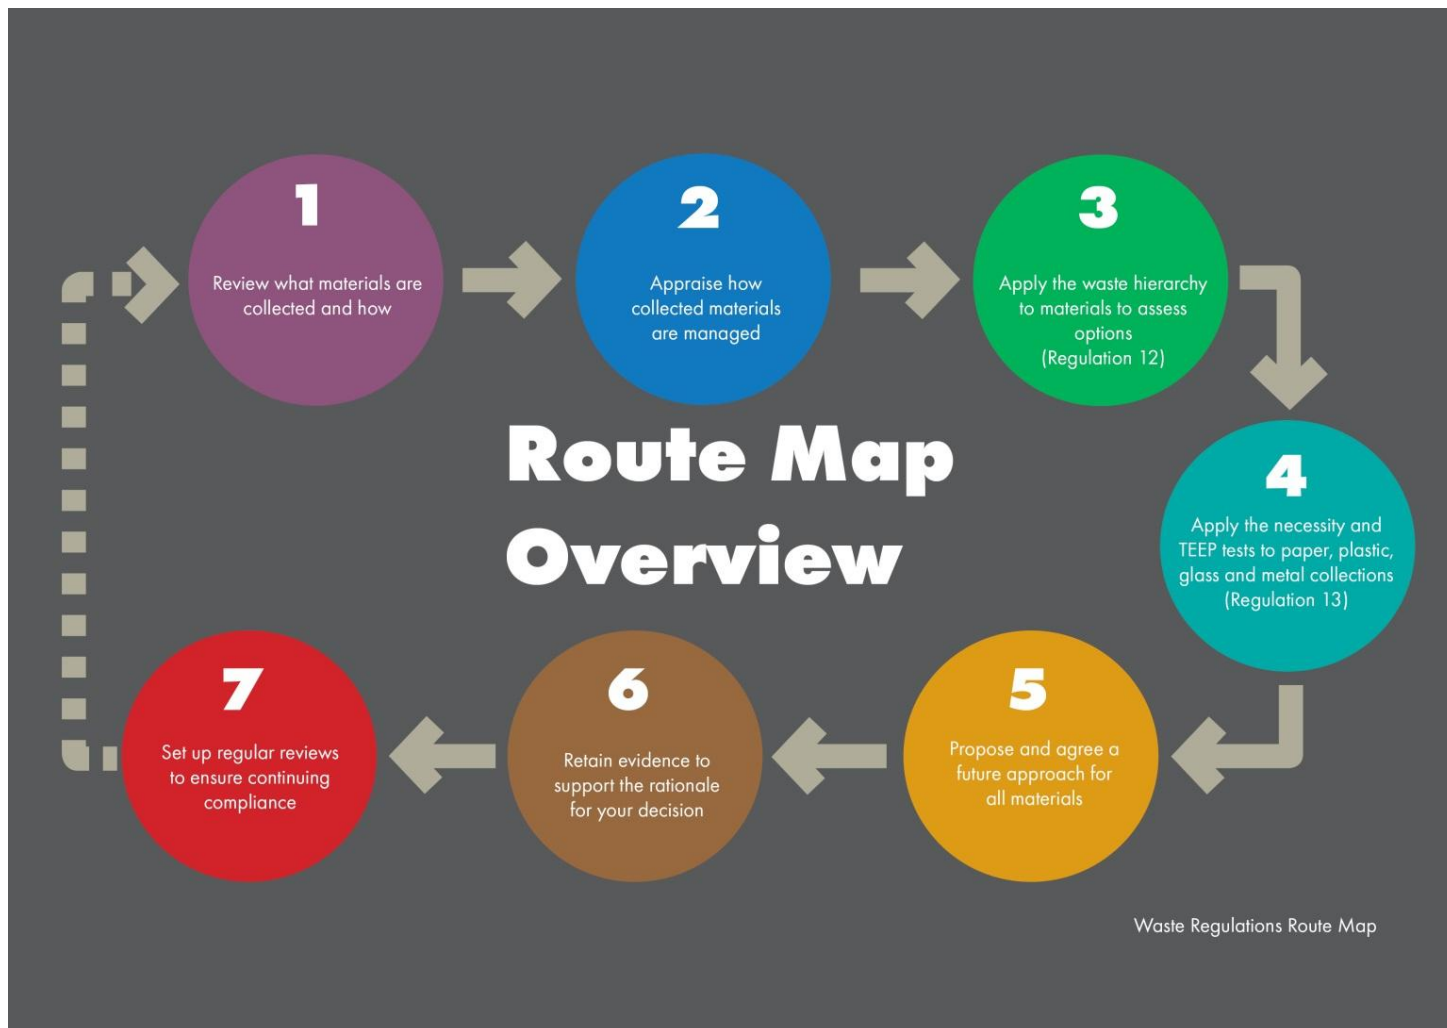 1
Review what materials are
collected and how
2
Appraise how
collected materials
are managed
3
Apply the waste hierarchy
to materials to assess
options
(Regulation 12)
Route Map
Overview
4
Apply the necessity and
TEEP tests to paper, plastic,
glass and metal collections
(Regulation 13)
5
Propose and agree a
future approach for
all materials
6
Retain evidence to
support the rationale
for your decision
7
Set up regular reviews
to ensure continuing
compliance
Waste Regulations Route Map